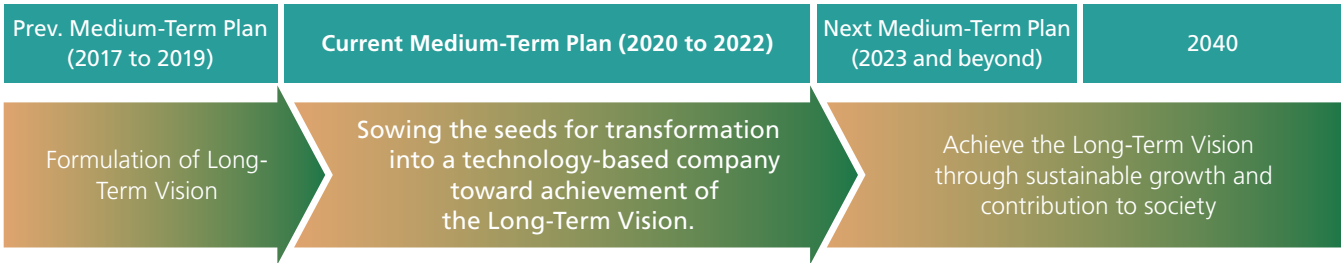 Prev. Medium-Term Plan
(2017 to 2019)
Current Medium-Term Plan (2020 to 2022)
Next Medium-Term Plan
(2023 and beyond)
2040
Formulation of Long-
Term Vision
Sowing the seeds for transformation
into a technology-based company
toward achievement of
the Long-Term Vision.
Achieve the Long-Term Vision
through sustainable growth and
contribution to society